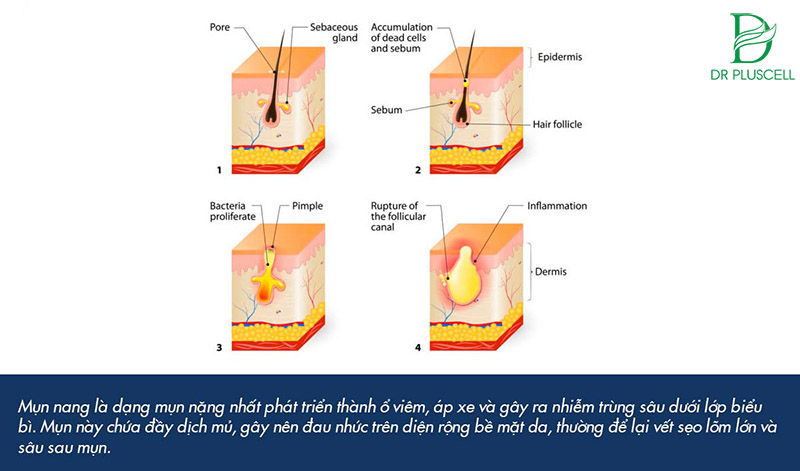 Pore
Sebaceous
gland
Accumulation
of dead cells
and sebum
Epidermis
DR PLUSCELL
Sebum
Hair follicle
1
2
Bacteria
proliferate
Pimple
Rupture of
the follicular
canal
Inflammation
Dermis
3
4
Mụn nang là dạng mụn nặng nhất phát triển thành ổ viêm, áp xe và gây ra nhiễm trùng sâu dưới lớp biểu
bì. Mụn này chứa đầy dịch mủ, gây nên đau nhức trên diện rộng bề mặt da, thường để lại vết sẹo lõm lớn và
sâu sau mụn.